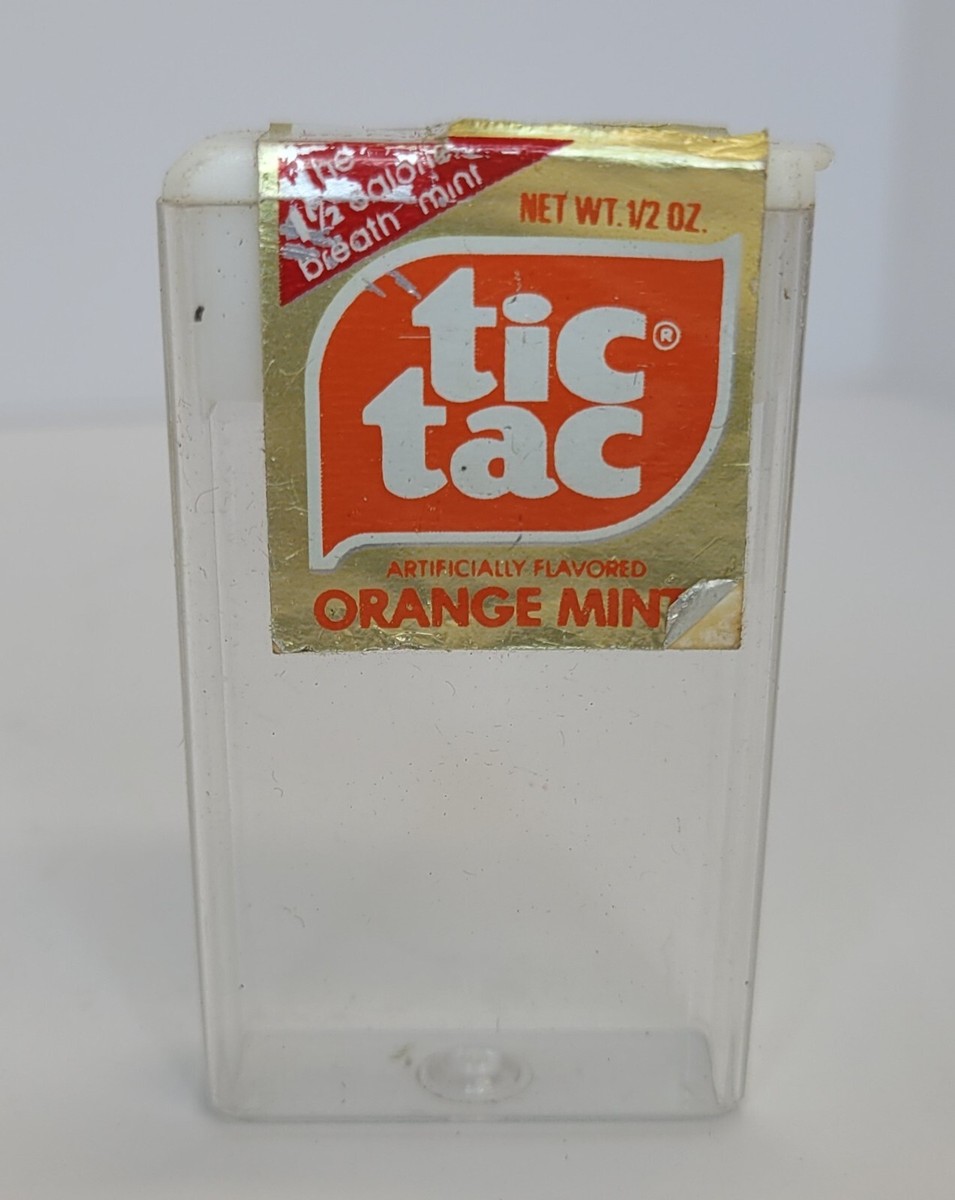 The
1½ calorie
breath mint
NET WT. 1/2 OZ.
tic
tac®
ARTIFICIALLY FLAVORED
ORANGE MINT